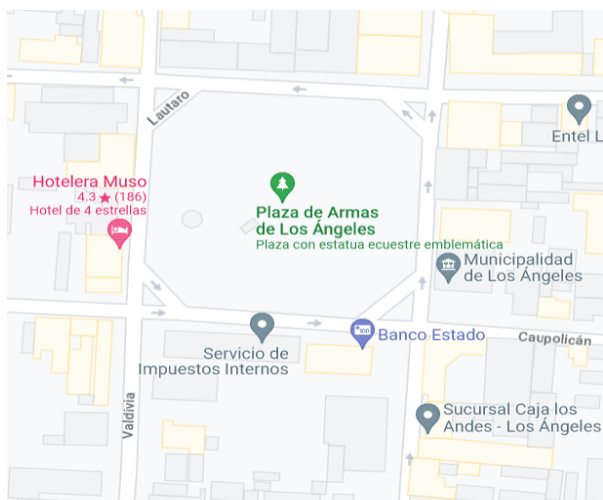 Lautaro
Entel L
Hotelera Muso
4,3 ★ (186)
Hotel de 4 estrellas
Plaza de Armas
de Los Ángeles
Plaza con estatua ecuestre emblemática
Municipalidad
de Los Ángeles
Banco Estado
Caupolicán
Servicio de
Impuestos Internos
Valdivia
Sucursal Caja los
Andes - Los Ángeles